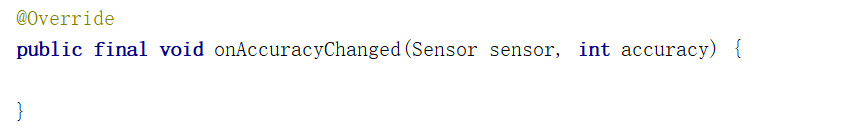 @Override
public final void onAccuracyChanged(Sensor sensor, int accuracy) {
}